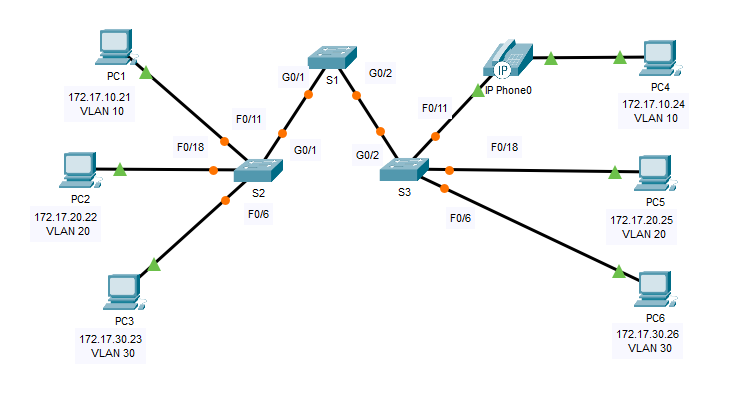 S1
G0/1
G0/2
PC1
172.17.10.21
VLAN 10
IP
IP Phone0
PC4
172.17.10.24
VLAN 10
F0/11
F0/11
F0/18
G0/1
G0/2
F0/18
PC2
172.17.20.22
VLAN 20
S2
F0/6
S3
F0/6
PC5
172.17.20.25
VLAN 20
PC3
172.17.30.23
VLAN 30
PC6
172.17.30.26
VLAN 30